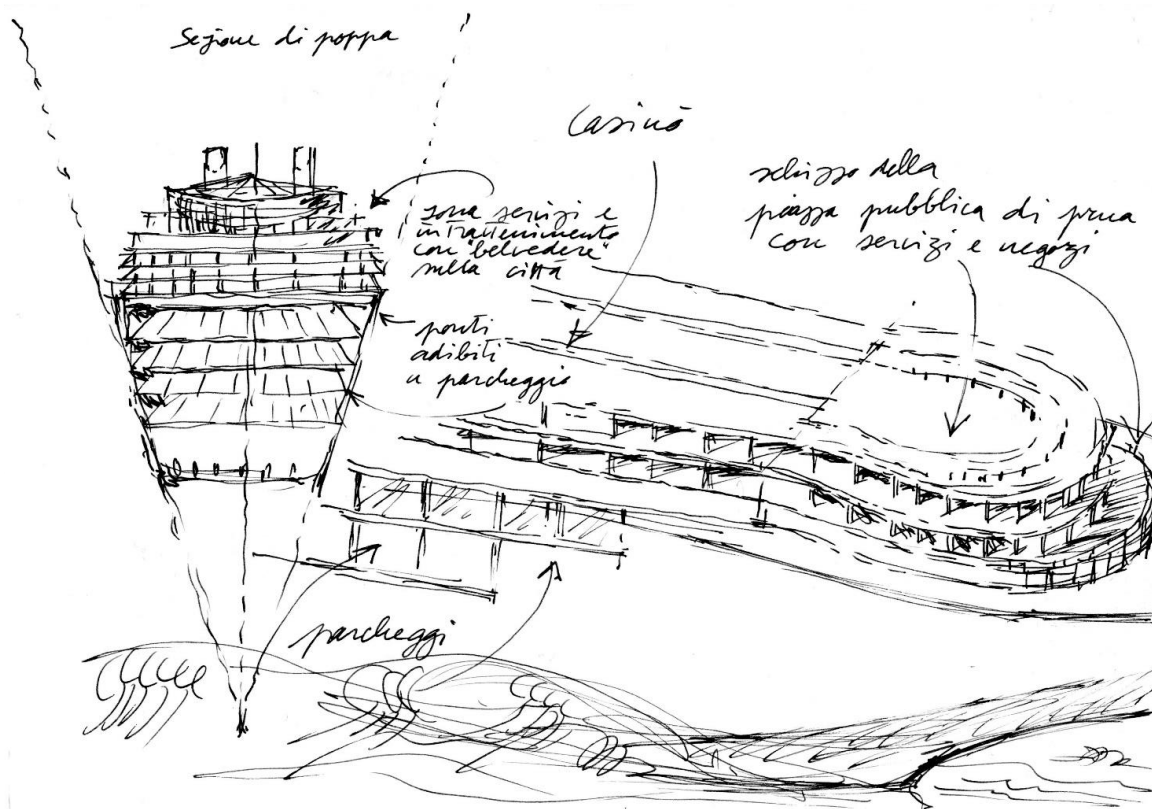 Sezione di poppa
Casinò
schizzo della
piazza pubblica di prua
con servizi e negozi
zona servizi e
intrattenimento
con "belvedere"
sulla città
ponti
adibiti
a parcheggio
parcheggi